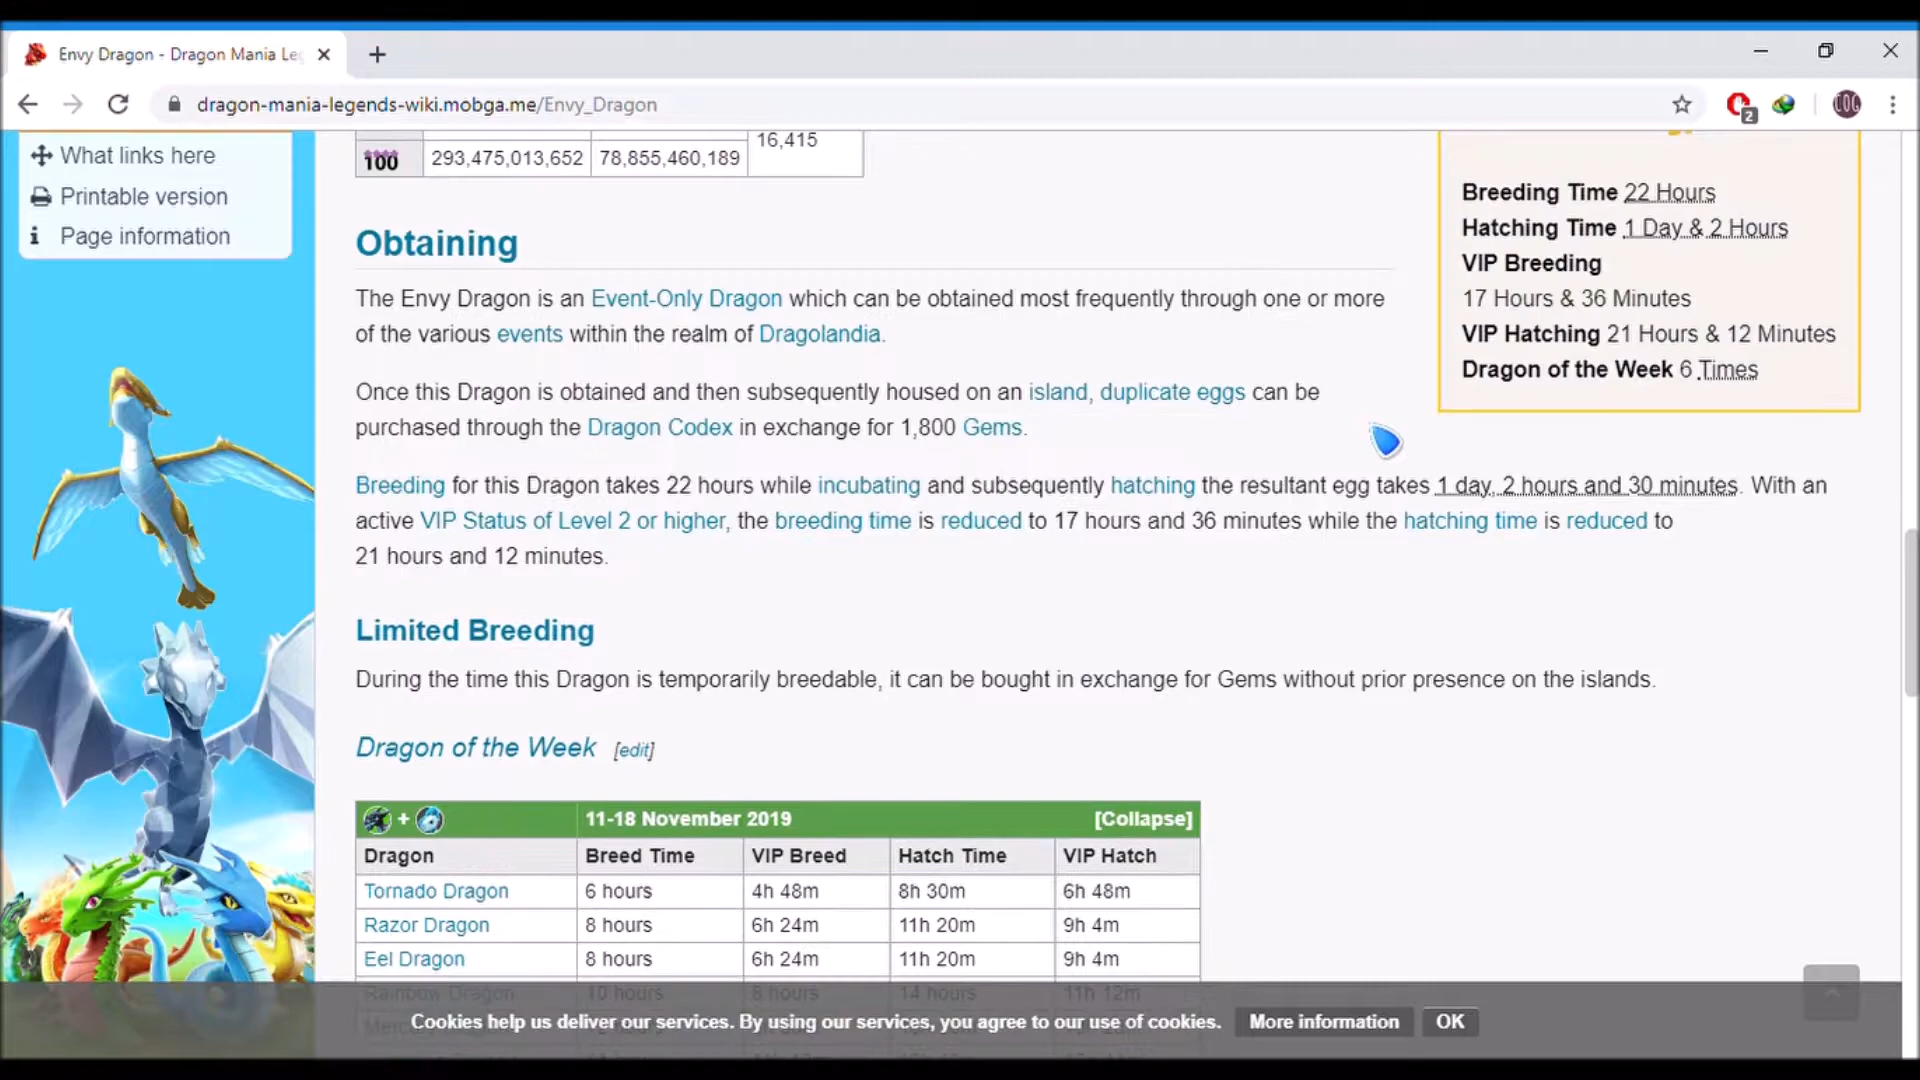 Envy Dragon - Dragon Mania Le
dragon-mania-legends-wiki.mobga.me/Envy_Dragon
2
COG
What links here
Printable version
Page information
16,415
100 293,475,013,652 78,855,460,189
Breeding Time 22 Hours
Hatching Time 1 Day & 2 Hours
VIP Breeding
17 Hours & 36 Minutes
VIP Hatching 21 Hours & 12 Minutes
Dragon of the Week 6 Times
Obtaining
The Envy Dragon is an Event-Only Dragon which can be obtained most frequently through one or more
of the various events within the realm of Dragolandia.
Once this Dragon is obtained and then subsequently housed on an island, duplicate eggs can be
purchased through the Dragon Codex in exchange for 1,800 Gems.
Breeding for this Dragon takes 22 hours while incubating and subsequently hatching the resultant egg takes 1 day, 2 hours and 30 minutes. With an
active VIP Status of Level 2 or higher, the breeding time is reduced to 17 hours and 36 minutes while the hatching time is reduced to
21 hours and 12 minutes.
Limited Breeding
During the time this Dragon is temporarily breedable, it can be bought in exchange for Gems without prior presence on the islands.
Dragon of the Week [edit]
+ 11-18 November 2019 [Collapse]
Dragon Breed Time VIP Breed Hatch Time VIP Hatch
Tornado Dragon 6 hours 4h 48m 8h 30m 6h 48m
Razor Dragon 8 hours 6h 24m 11h 20m 9h 4m
Eel Dragon 8 hours 6h 24m 11h 20m 9h 4m
Rainbow Dragon 10 hours 8 hours 14 hours 11h 12m
Cookies help us deliver our services. By using our services, you agree to our use of cookies. More information OK